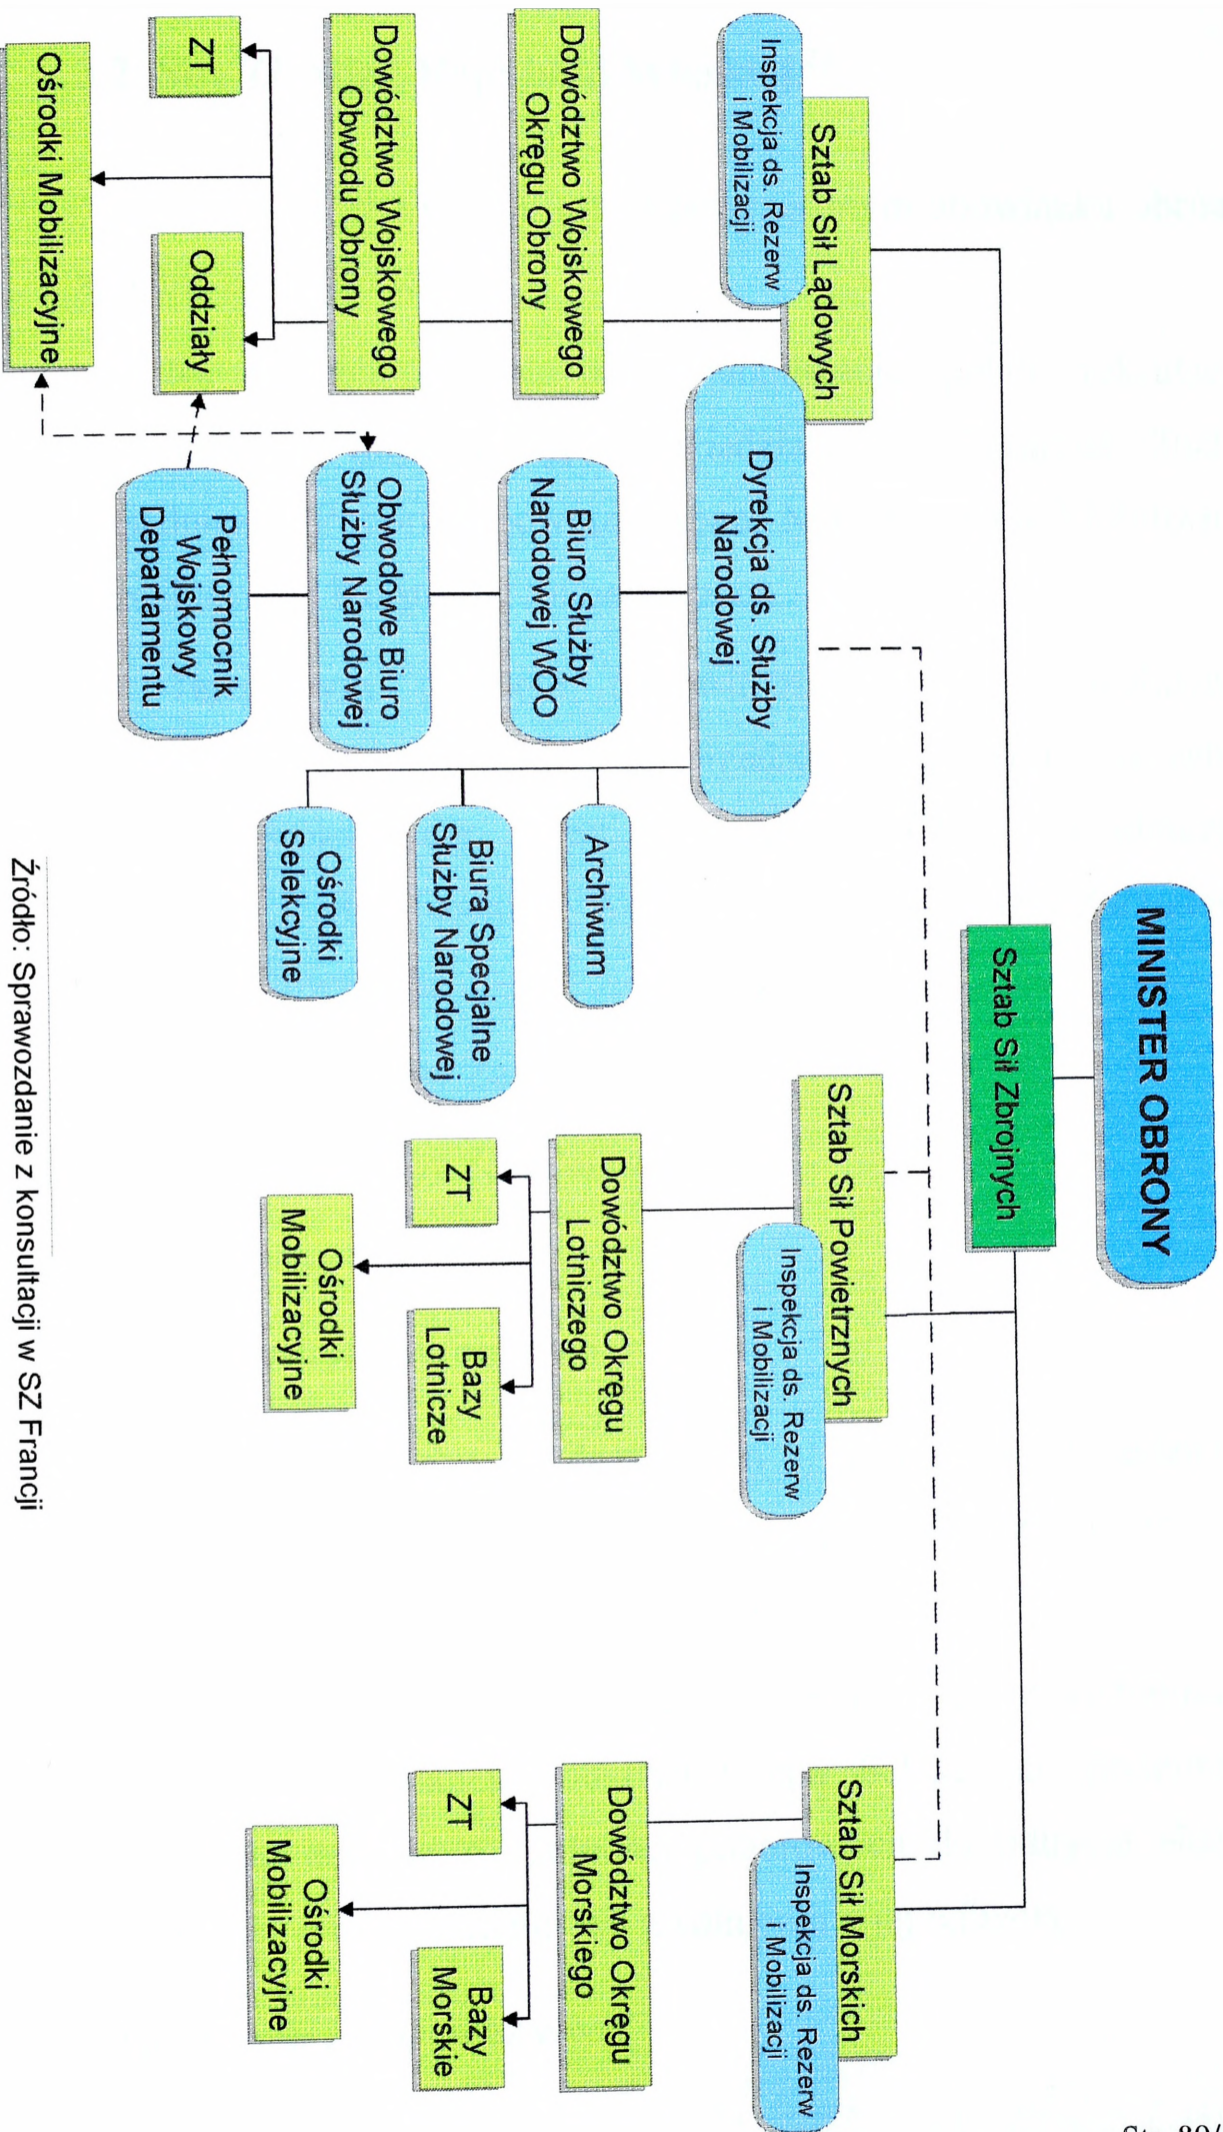 MINISTER OBRONY
Sztab Sił Zbrojnych
Sztab Sił Lądowych
Inspekcja ds. Rezerw
i Mobilizacji
Dowództwo Wojskowego
Okręgu Obrony
Dowództwo Wojskowego
Obwodu Obrony
ZT
Oddziały
Ośrodki Mobilizacyjne
Dyrekcja ds. Służby
Narodowej
Biuro Służby
Narodowej WOO
Obwodowe Biuro
Służby Narodowej
Pełnomocnik
Wojskowy
Departamentu
Archiwum
Biura Specjalne
Służby Narodowej
Ośrodki
Selekcyjne
Sztab Sił Powietrznych
Inspekcja ds. Rezerw
i Mobilizacji
Dowództwo Okręgu
Lotniczego
ZT
Bazy
Lotnicze
Ośrodki
Mobilizacyjne
Sztab Sił Morskich
Inspekcja ds. Rezerw
i Mobilizacji
Dowództwo Okręgu
Morskiego
ZT
Bazy
Morskie
Ośrodki
Mobilizacyjne
Źródło: Sprawozdanie z konsultacji w SZ Francji